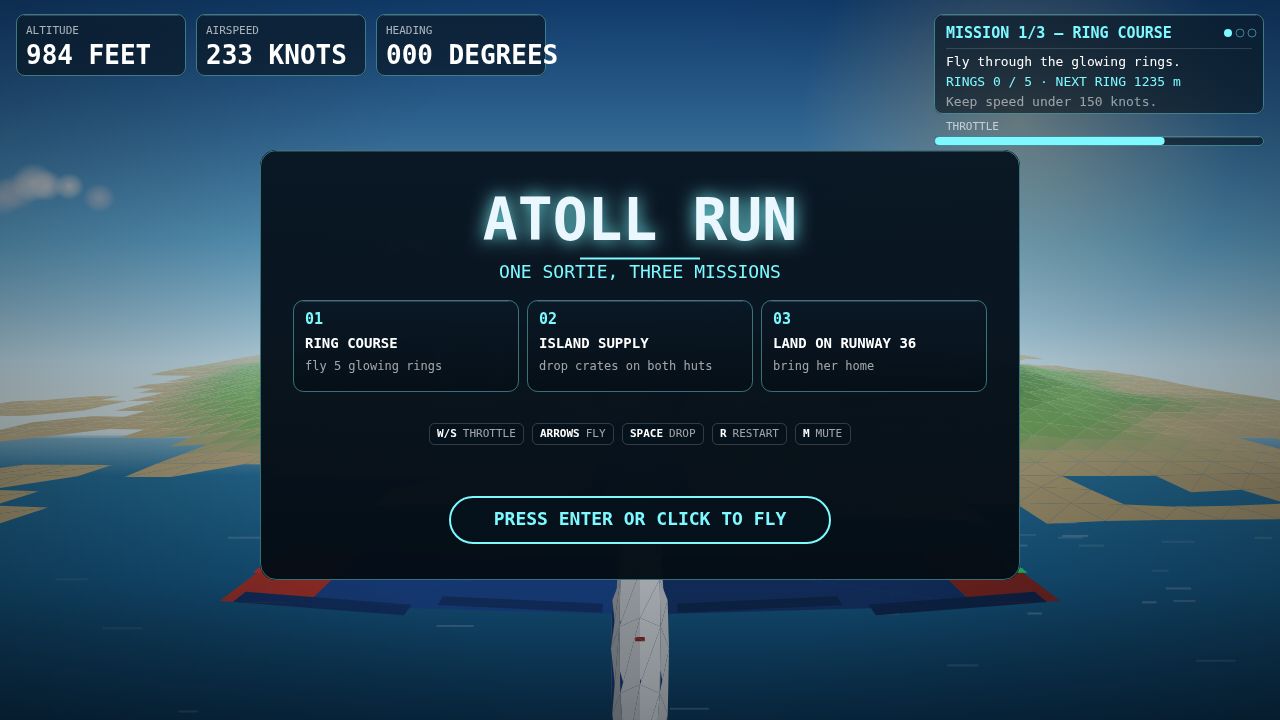 ALTITUDE
984 FEET
AIRSPEED
233 KNOTS
HEADING
000 DEGREES
MISSION 1/3 — RING COURSE
Fly through the glowing rings.
RINGS 0 / 5 · NEXT RING 1235 m
Keep speed under 150 knots.
THROTTLE
ATOLL RUN
ONE SORTIE, THREE MISSIONS
01
RING COURSE
fly 5 glowing rings
02
ISLAND SUPPLY
drop crates on both huts
03
LAND ON RUNWAY 36
bring her home
W/S THROTTLE ARROWS FLY SPACE DROP R RESTART M MUTE
PRESS ENTER OR CLICK TO FLY